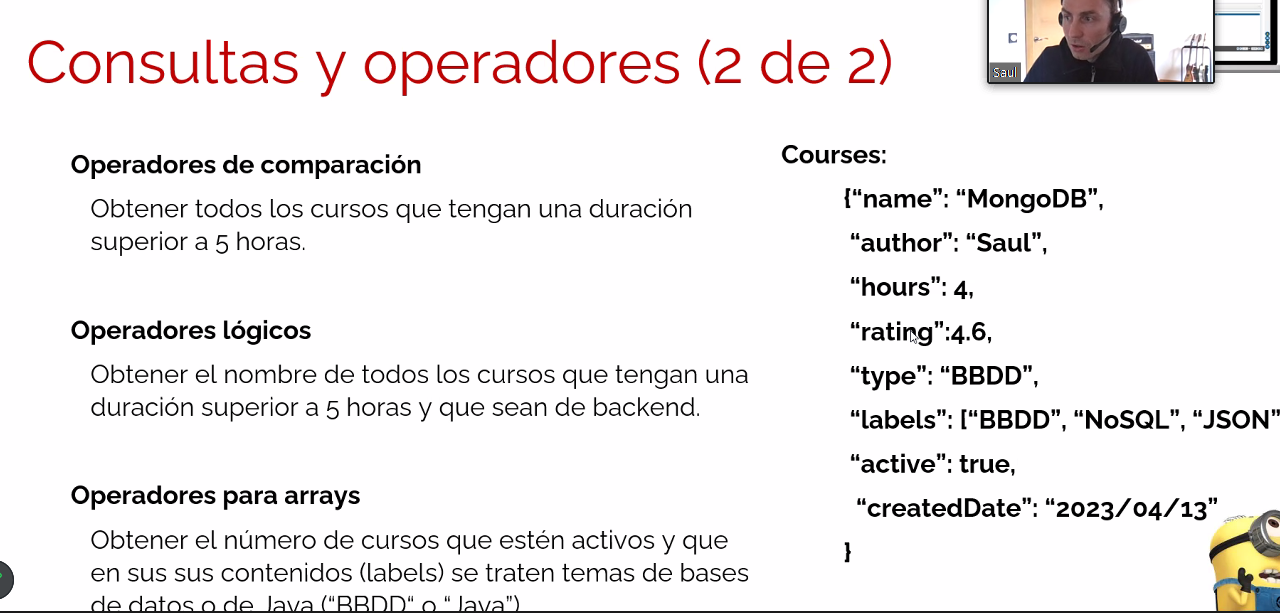 Consultas y operadores (2 de 2)
Saul
Operadores de comparación
Obtener todos los cursos que tengan una duración
superior a 5 horas.
Operadores lógicos
Obtener el nombre de todos los cursos que tengan una
duración superior a 5 horas y que sean de backend.
Operadores para arrays
Obtener el número de cursos que estén activos y que
en sus sus contenidos (labels) se traten temas de bases
de datos o de Java (“BBDD“ o “Java”)
Courses:
{“name”: “MongoDB”,
“author”: “Saul”,
“hours”: 4,
“rating”:4.6,
“type”: “BBDD”,
“labels”: [“BBDD”, “NoSQL”, “JSON”
“active”: true,
“createdDate”: “2023/04/13”
}